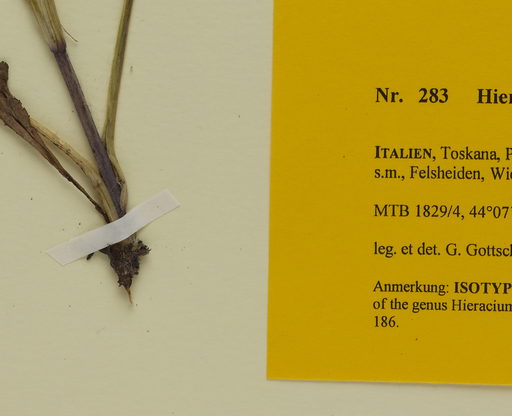 Nr. 283 Hier
ITALIEN, Toskana, P
s.m., Felsheiden, Wie
MTB 1829/4, 44°07'
leg. et det. G. Gottsch
Anmerkung: ISOTYP
of the genus Hieracium
186.